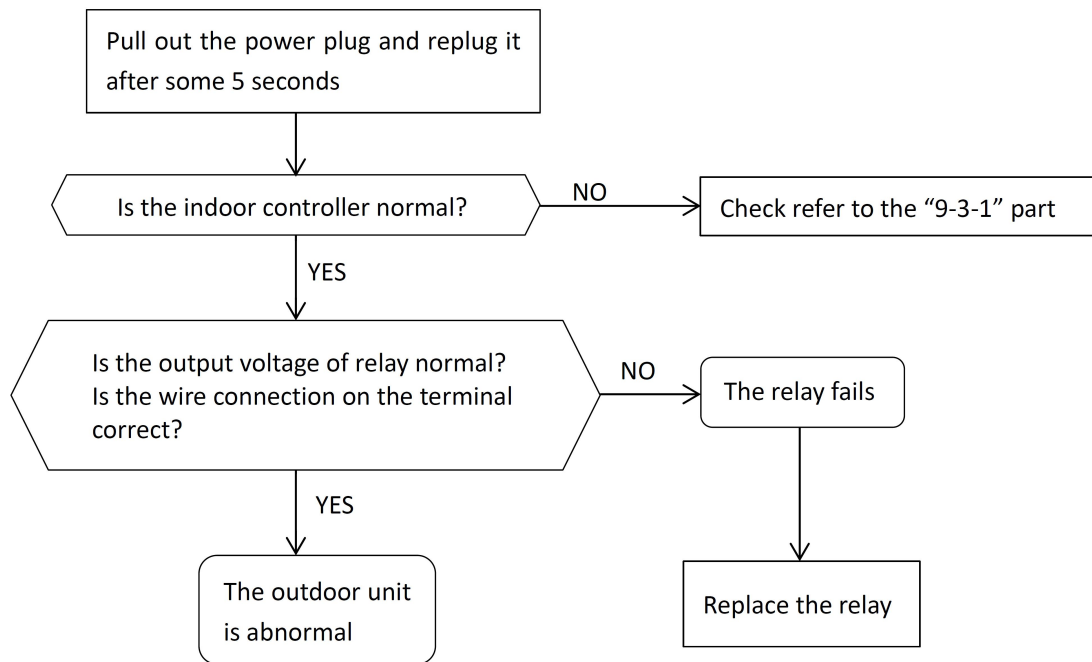 Pull out the power plug and replug it
after some 5 seconds
Is the indoor controller normal?
NO
Check refer to the “9-3-1” part
YES
Is the output voltage of relay normal?
Is the wire connection on the terminal
correct?
NO
The relay fails
YES
The outdoor unit
is abnormal
Replace the relay